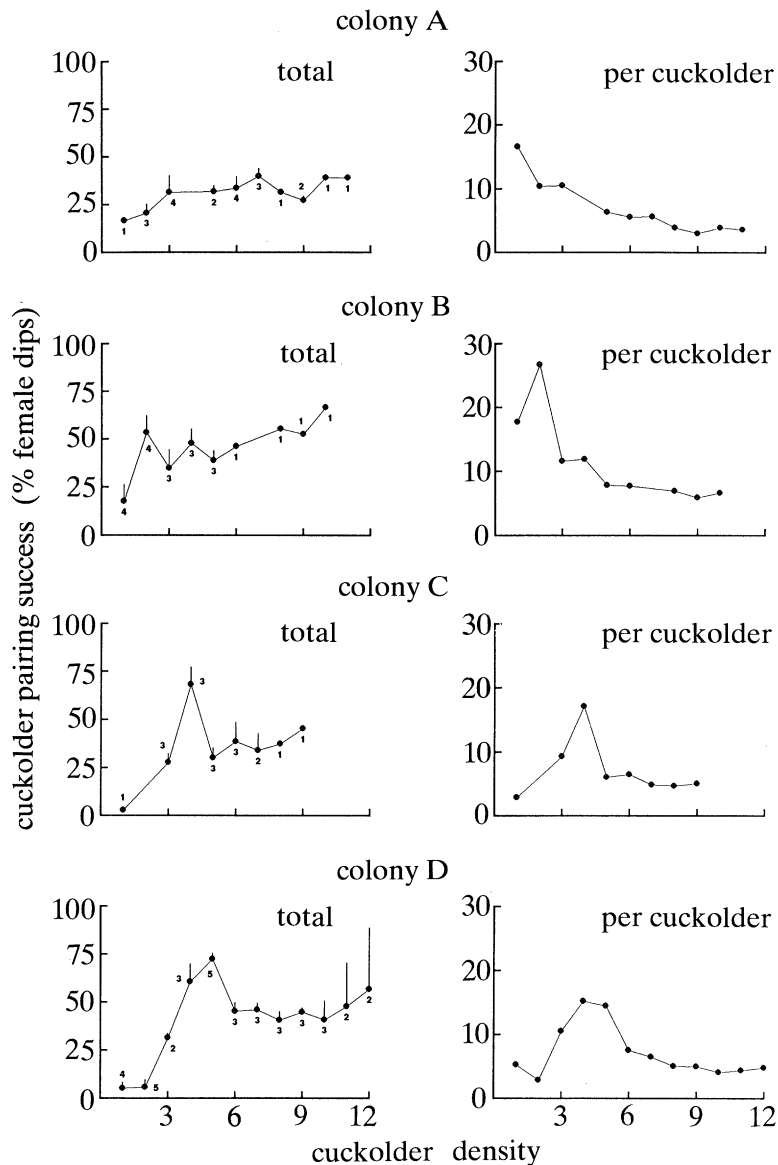 colony A
total
per cuckolder
100
75
50
25
0
1 3 4 2 4 3 1 2 1 1
30
20
10
0
colony B
total
per cuckolder
100
75
50
25
0
4 4 3 3 3 1 1 1 1
30
20
10
0
colony C
total
per cuckolder
100
75
50
25
0
1 3 3 3 3 2 1 1
30
20
10
0
colony D
total
per cuckolder
100
75
50
25
0
4 5 2 3 5 3 3 3 3 3 2 2
30
20
10
0
3 6 9 12
3 6 9 12
cuckolder pairing success (% female dips)
cuckolder density